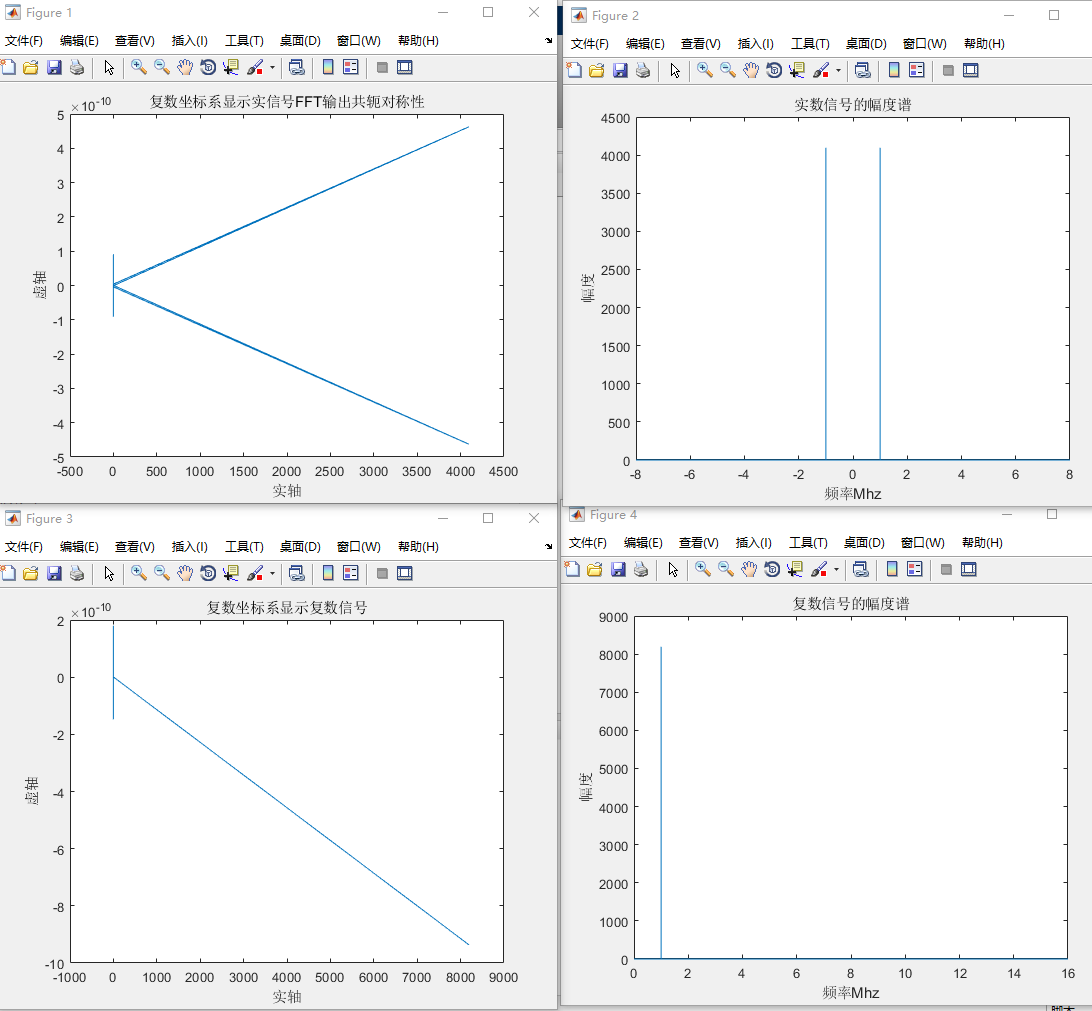 Figure 1
文件(F) 编辑(E) 查看(V) 插入(I) 工具(T) 桌面(D) 窗口(W) 帮助(H)
复数坐标系显示实信号FFT输出共轭对称性
× 10
-10
5
4
3
2
1
0
-1
-2
-3
-4
-5
虚轴
-500 0 500 1000 1500 2000 2500 3000 3500 4000 4500
实轴
Figure 2
文件(F) 编辑(E) 查看(V) 插入(I) 工具(T) 桌面(D) 窗口(W) 帮助(H)
实数信号的幅度谱
4500
4000
3500
3000
2500
2000
1500
1000
500
0
幅度
-8 -6 -4 -2 0 2 4 6 8
频率Mhz
Figure 3
文件(F) 编辑(E) 查看(V) 插入(I) 工具(T) 桌面(D) 窗口(W) 帮助(H)
复数坐标系显示复数信号
× 10
-10
2
0
-2
-4
-6
-8
-10
虚轴
-1000 0 1000 2000 3000 4000 5000 6000 7000 8000 9000
实轴
Figure 4
文件(F) 编辑(E) 查看(V) 插入(I) 工具(T) 桌面(D) 窗口(W) 帮助(H)
复数信号的幅度谱
9000
8000
7000
6000
5000
4000
3000
2000
1000
0
幅度
0 2 4 6 8 10 12 14 16
频率Mhz